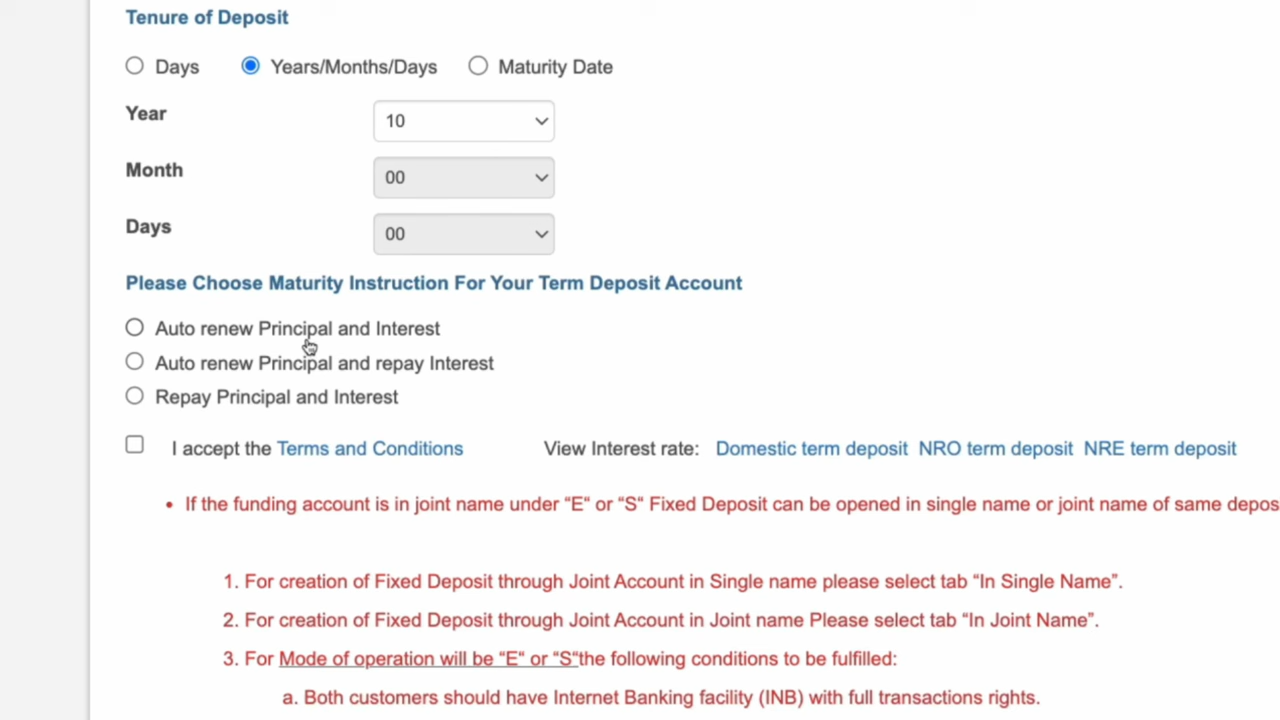 Tenure of Deposit
Days Years/Months/Days Maturity Date
Year 10
Month 00
Days 00
Please Choose Maturity Instruction For Your Term Deposit Account
Auto renew Principal and Interest
Auto renew Principal and repay Interest
Repay Principal and Interest
I accept the Terms and Conditions View Interest rate: Domestic term deposit NRO term deposit NRE term deposit
• If the funding account is in joint name under “E“ or “S“ Fixed Deposit can be opened in single name or joint name of same depos
1. For creation of Fixed Deposit through Joint Account in Single name please select tab “In Single Name”.
2. For creation of Fixed Deposit through Joint Account in Joint name Please select tab “In Joint Name”.
3. For Mode of operation will be “E“ or “S“the following conditions to be fulfilled:
a. Both customers should have Internet Banking facility (INB) with full transactions rights.